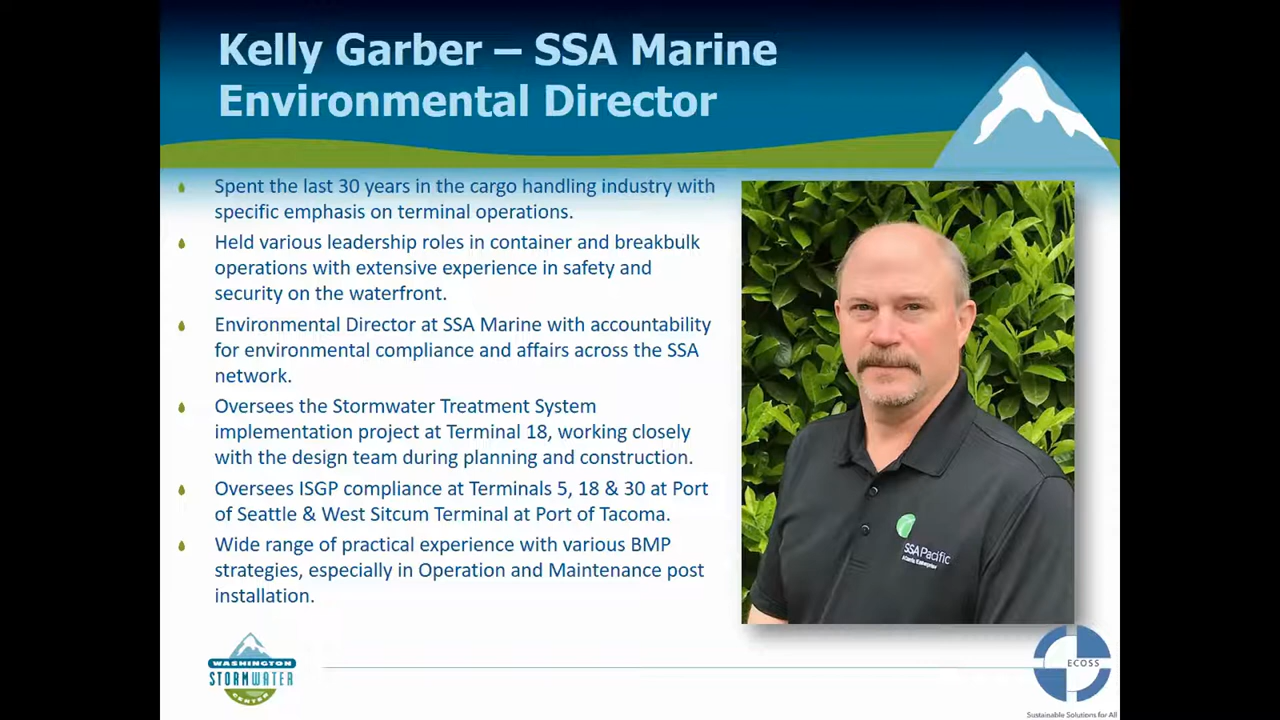 Kelly Garber – SSA Marine
Environmental Director
Spent the last 30 years in the cargo handling industry with
specific emphasis on terminal operations.
Held various leadership roles in container and breakbulk
operations with extensive experience in safety and
security on the waterfront.
Environmental Director at SSA Marine with accountability
for environmental compliance and affairs across the SSA
network.
Oversees the Stormwater Treatment System
implementation project at Terminal 18, working closely
with the design team during planning and construction.
Oversees ISGP compliance at Terminals 5, 18 & 30 at Port
of Seattle & West Sitcum Terminal at Port of Tacoma.
Wide range of practical experience with various BMP
strategies, especially in Operation and Maintenance post
installation.
SSA Pacific
WASHINGTON
STORMWATER
CENTER
ECOSS
Sustainable Solutions for All